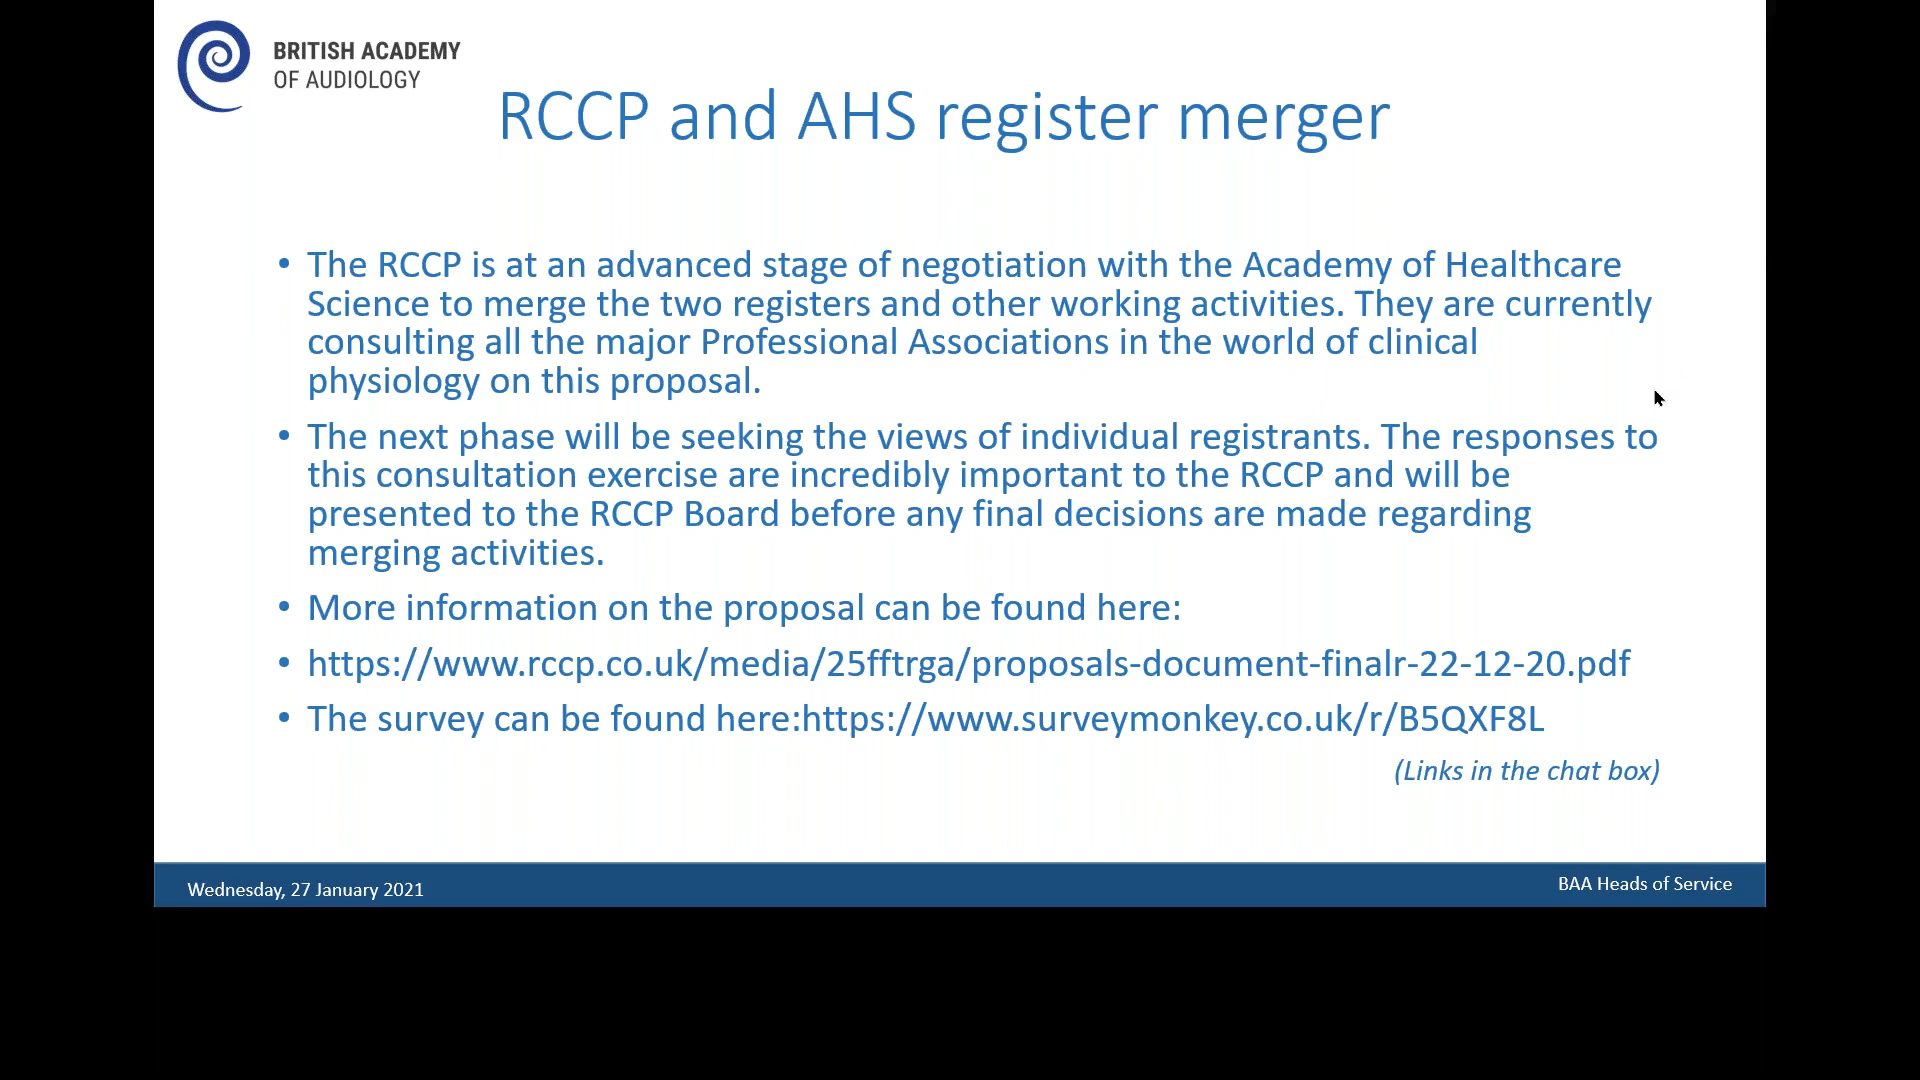 BRITISH ACADEMY
OF AUDIOLOGY
RCCP and AHS register merger
• The RCCP is at an advanced stage of negotiation with the Academy of Healthcare
Science to merge the two registers and other working activities. They are currently
consulting all the major Professional Associations in the world of clinical
physiology on this proposal.
• The next phase will be seeking the views of individual registrants. The responses to
this consultation exercise are incredibly important to the RCCP and will be
presented to the RCCP Board before any final decisions are made regarding
merging activities.
• More information on the proposal can be found here:
• https://www.rccp.co.uk/media/25fftrga/proposals-document-finalr-22-12-20.pdf
• The survey can be found here:https://www.surveymonkey.co.uk/r/B5QXF8L
(Links in the chat box)
Wednesday, 27 January 2021
BAA Heads of Service